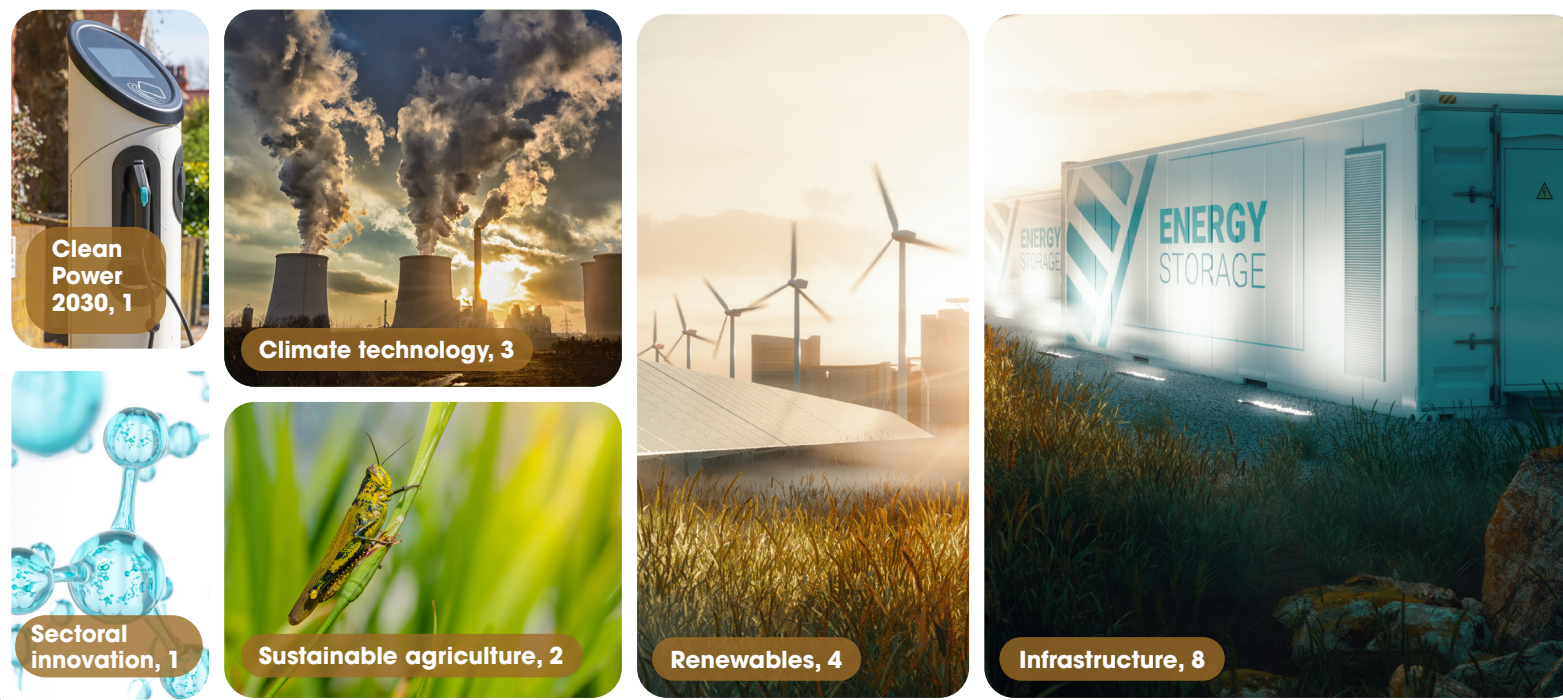 Clean
Power
2030, 1
Climate technology, 3
Sectoral
innovation, 1
Sustainable agriculture, 2
Renewables, 4
ENERGY
STORAGE
ENERGY
STORAGE
Infrastructure, 8